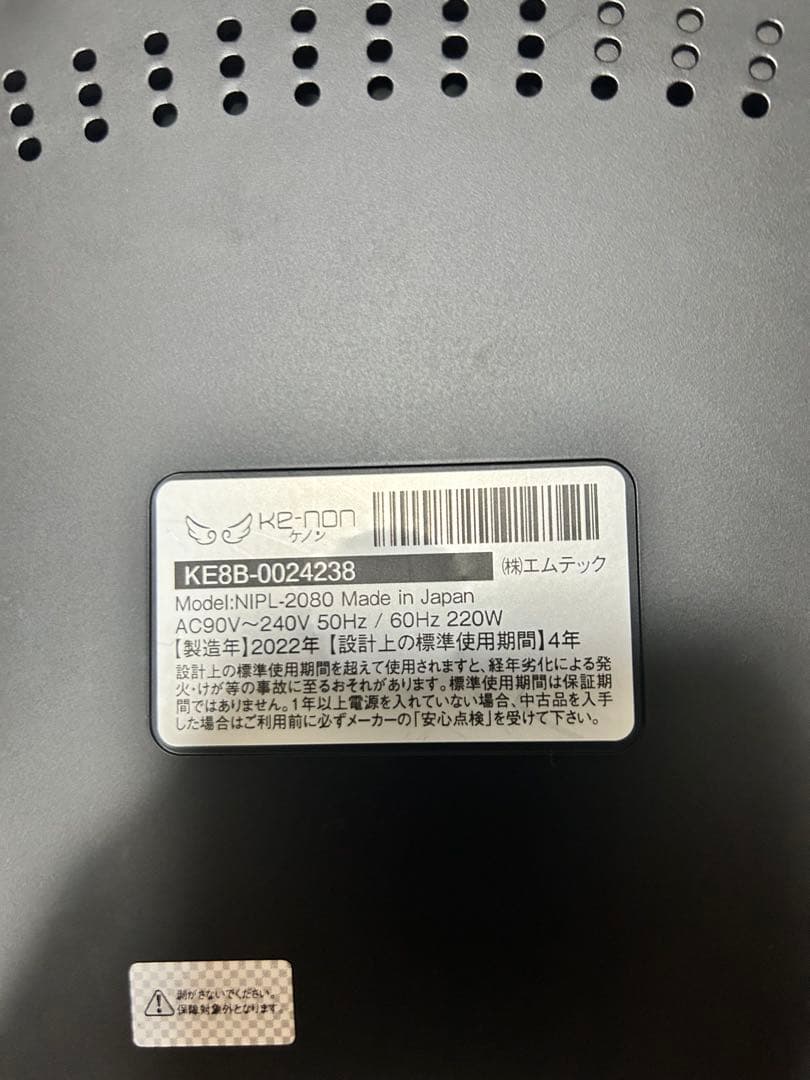 Ke-non
ケノン
KE8B-0024238
㈱エムテック
Model:NIPL-2080 Made in Japan
AC90V～240V 50Hz / 60Hz 220W
【製造年】2022年【設計上の標準使用期間】4年
設計上の標準使用期間を超えて使用されますと、経年劣化による発
火・けが等の事故に至るおそれがあります。標準使用期間は保証期
間ではありません。1年以上電源を入れていない場合、中古品を入手
した場合はご利用前に必ずメーカーの「安心点検」を受けて下さい。
剥がさないでください。
保障対象外となります。